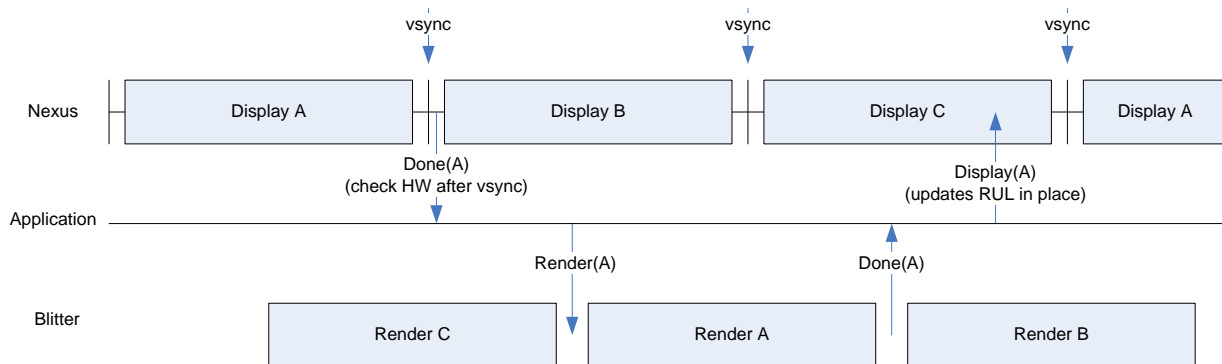 vsync
vsync
vsync
Nexus
Display A
Display B
Display C
Display A
Done(A)
(check HW after vsync)
Display(A)
(updates RUL in place)
Application
Render(A)
Done(A)
Blitter
Render C
Render A
Render B